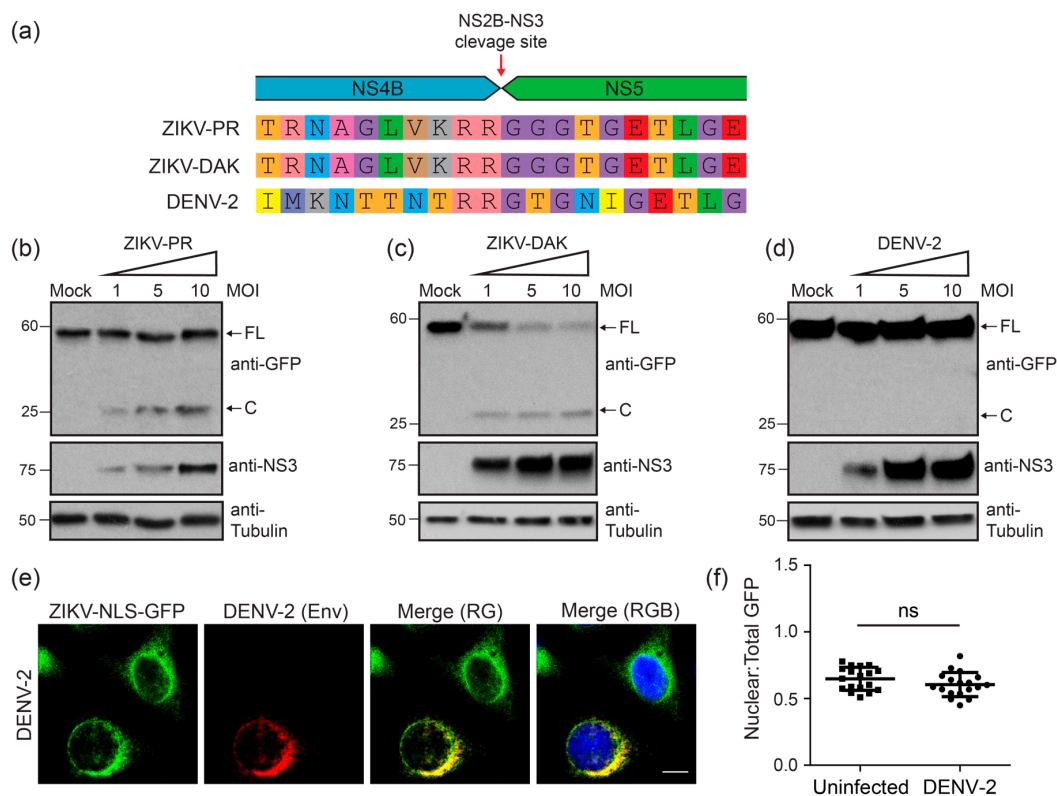 (a)
NS2B-NS3
clevage site
NS4B NS5
ZIKV-PR T R N A G L V K R R G G G T G E T L G E
ZIKV-DAK T R N A G L V K R R G G G T G E T L G E
DENV-2 I M K N T T N T R R G T G N I G E T L G
(b) ZIKV-PR
Mock 1 5 10 MOI
60 FL
anti-GFP
25 C
75 anti-NS3
50 anti-
Tubulin
(c) ZIKV-DAK
Mock 1 5 10 MOI
60 FL
anti-GFP
25 C
75 anti-NS3
50 anti-
Tubulin
(d) DENV-2
Mock 1 5 10 MOI
60 FL
anti-GFP
25 C
75 anti-NS3
50 anti-
Tubulin
(e)
ZIKV-NLS-GFP DENV-2 (Env) Merge (RG) Merge (RGB)
DENV-2
(f)
Nuclear:Total GFP
1.5
1.0
0.5
0.0
ns
Uninfected DENV-2